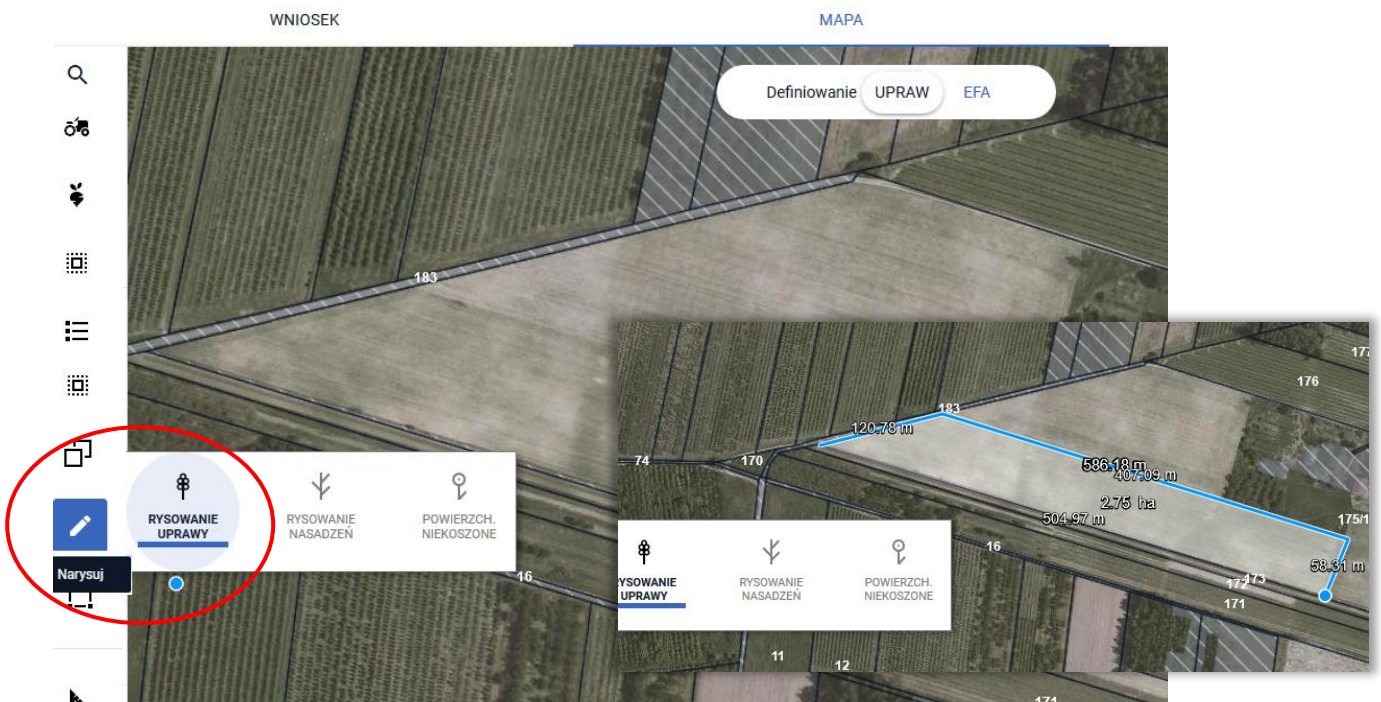 WNIOSEK
MAPA
Definiowanie UPRAW EFA
183
RYSOWANIE
UPRAWY
RYSOWANIE
NASADZEŃ
POWIERZCH.
NIEKOSZONE
Narysuj
16
177
176
183
120.78 m
74
170
586.18 m
407.09 m
2.75 ha
504.97 m
175/1
16
58.31 m
172
173
171
RYSOWANIE
UPRAWY
RYSOWANIE
NASADZEŃ
POWIERZCH.
NIEKOSZONE
11
12
171